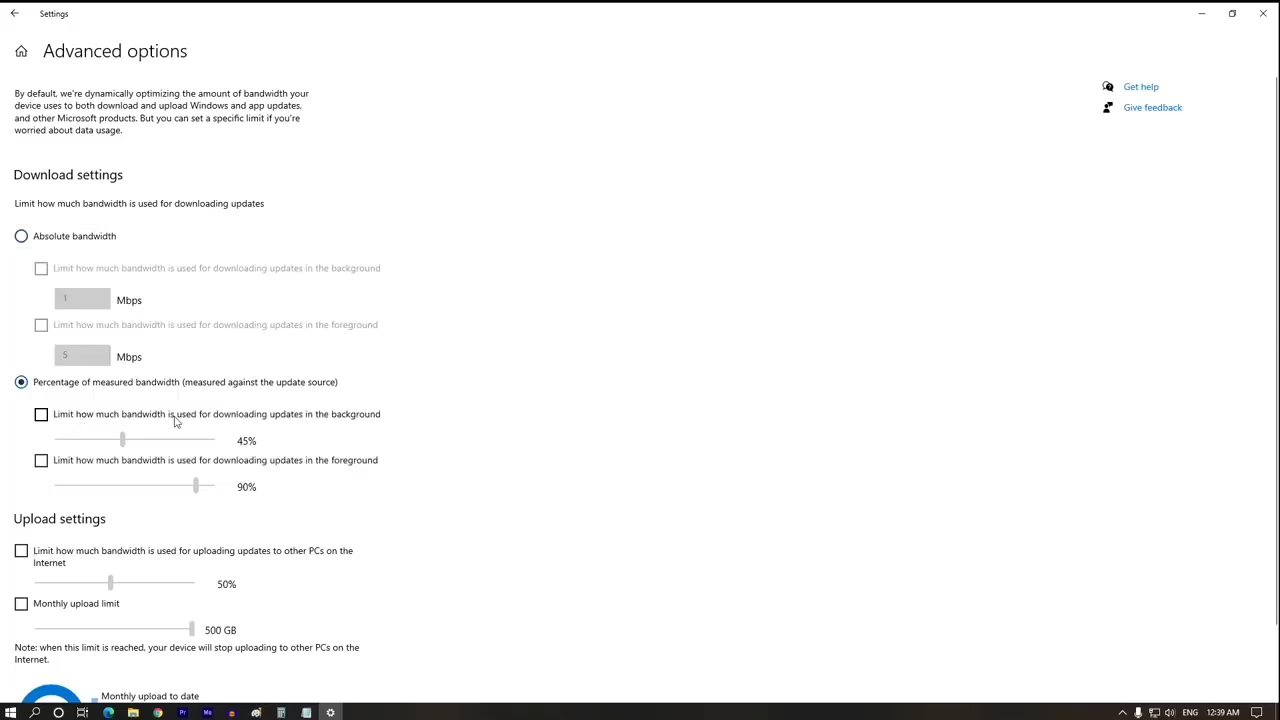 Settings
Advanced options
By default, we're dynamically optimizing the amount of bandwidth your
device uses to both download and upload Windows and app updates,
and other Microsoft products. But you can set a specific limit if you're
worried about data usage.
Get help
Give feedback
Download settings
Limit how much bandwidth is used for downloading updates
Absolute bandwidth
Limit how much bandwidth is used for downloading updates in the background
1
Mbps
Limit how much bandwidth is used for downloading updates in the foreground
5
Mbps
Percentage of measured bandwidth (measured against the update source)
Limit how much bandwidth is used for downloading updates in the background
45%
Limit how much bandwidth is used for downloading updates in the foreground
90%
Upload settings
Limit how much bandwidth is used for uploading updates to other PCs on the
Internet
50%
Monthly upload limit
500 GB
Note: when this limit is reached, your device will stop uploading to other PCs on the
Internet.
Monthly upload to date
Pr
Mu
ENG
12:39 AM